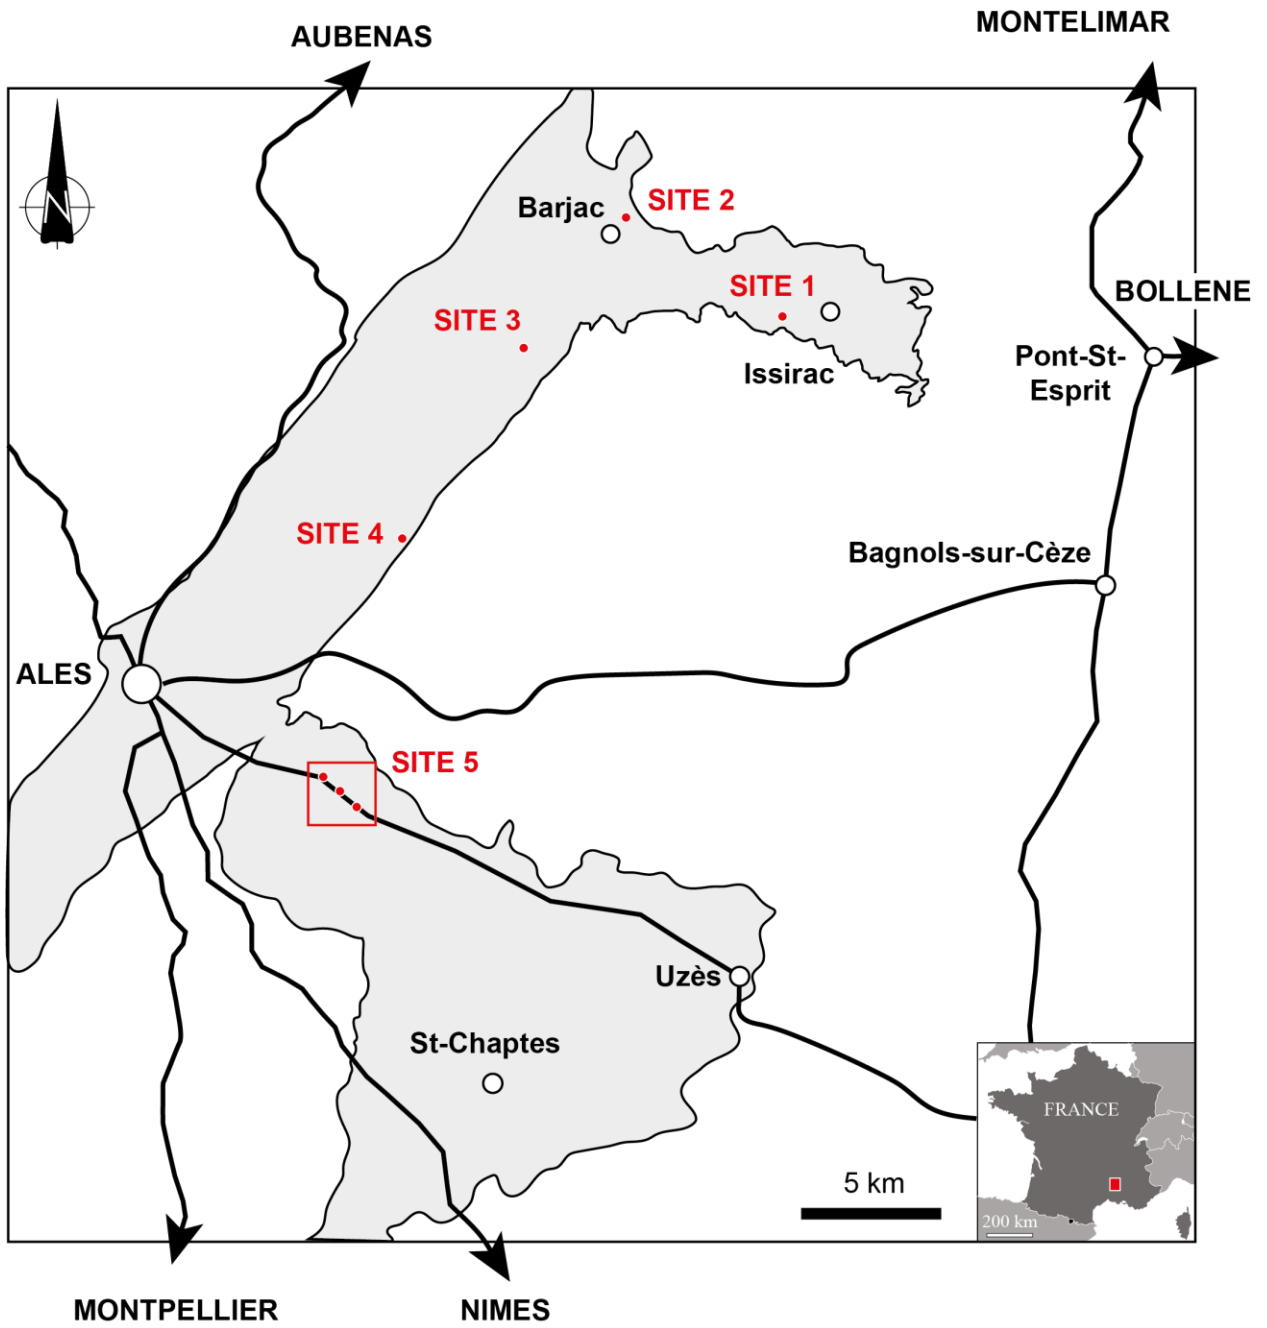 MONTELIMAR
AUBENAS
N
SITE 2
Barjac
SITE 1
BOLLENE
SITE 3
Pont-St-
Esprit
Issirac
SITE 4
Bagnols-sur-Cèze
ALES
SITE 5
Uzès
St-Chaptes
FRANCE
5 km
200 km
MONTPELLIER
NIMES